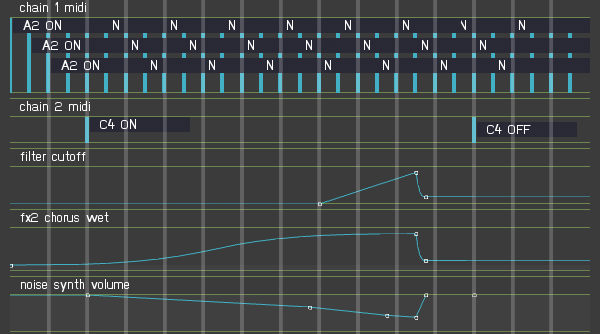 chain 1 midi
A2 ON N N N N N N N N N
A2 ON N N N N N N N
A2 ON N N N N N N N
chain 2 midi
C4 ON
C4 OFF
filter cutoff
fx2 chorus wet
noise synth volume